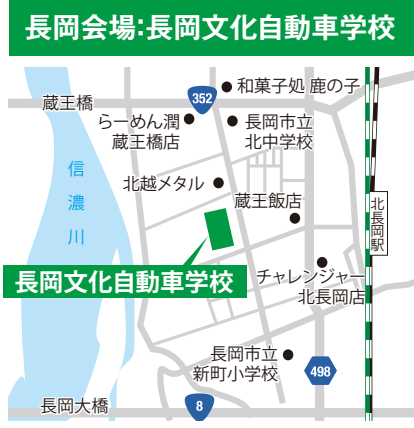 長岡会場:長岡文化自動車学校
和菓子処 鹿の子
352
蔵王橋
らーめん潤
蔵王橋店
長岡市立
北中学校
信濃川
北越メタル
蔵王飯店
北長岡駅
長岡文化自動車学校
チャレンジャー
北長岡店
長岡市立
新町小学校
498
長岡大橋
8